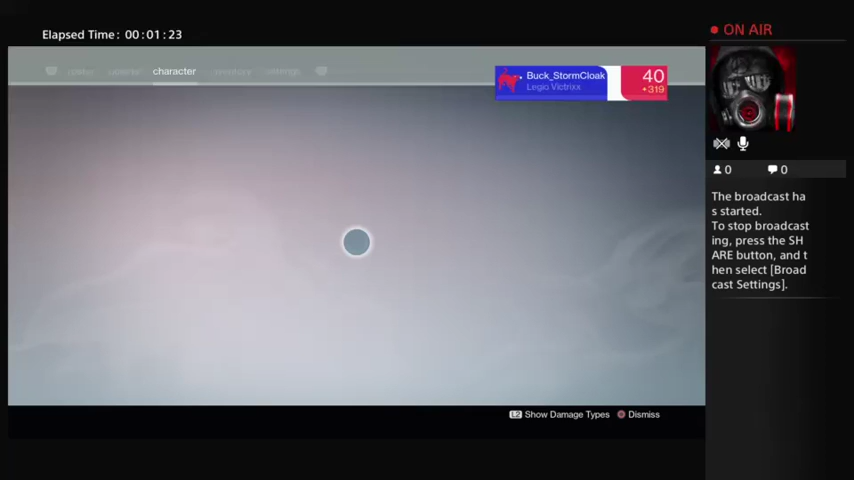 Elapsed Time: 00:01:23
ON AIR
character
Buck_StormCloak
Legio Victrixx
40
+319
0
0
The broadcast ha
s started.
To stop broadcast
ing, press the SH
ARE button, and t
hen select [Broad
cast Settings].
L2 Show Damage Types
Dismiss